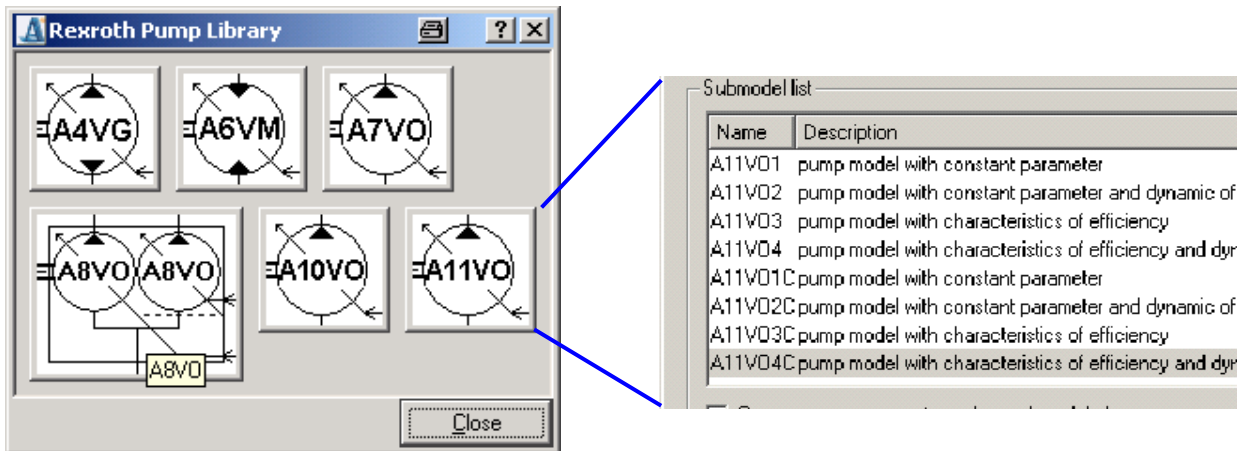 Rexroth Pump Library
A4VG A6VM A7VO
A8VO A8VO A10VO A11VO
A8VO
Close
Submodel list
Name Description
A11VO1 pump model with constant parameter
A11VO2 pump model with constant parameter and dynamic of
A11VO3 pump model with characteristics of efficiency
A11VO4 pump model with characteristics of efficiency and dyn
A11VO1C pump model with constant parameter
A11VO2C pump model with constant parameter and dynamic of
A11VO3C pump model with characteristics of efficiency
A11VO4C pump model with characteristics of efficiency and dyn